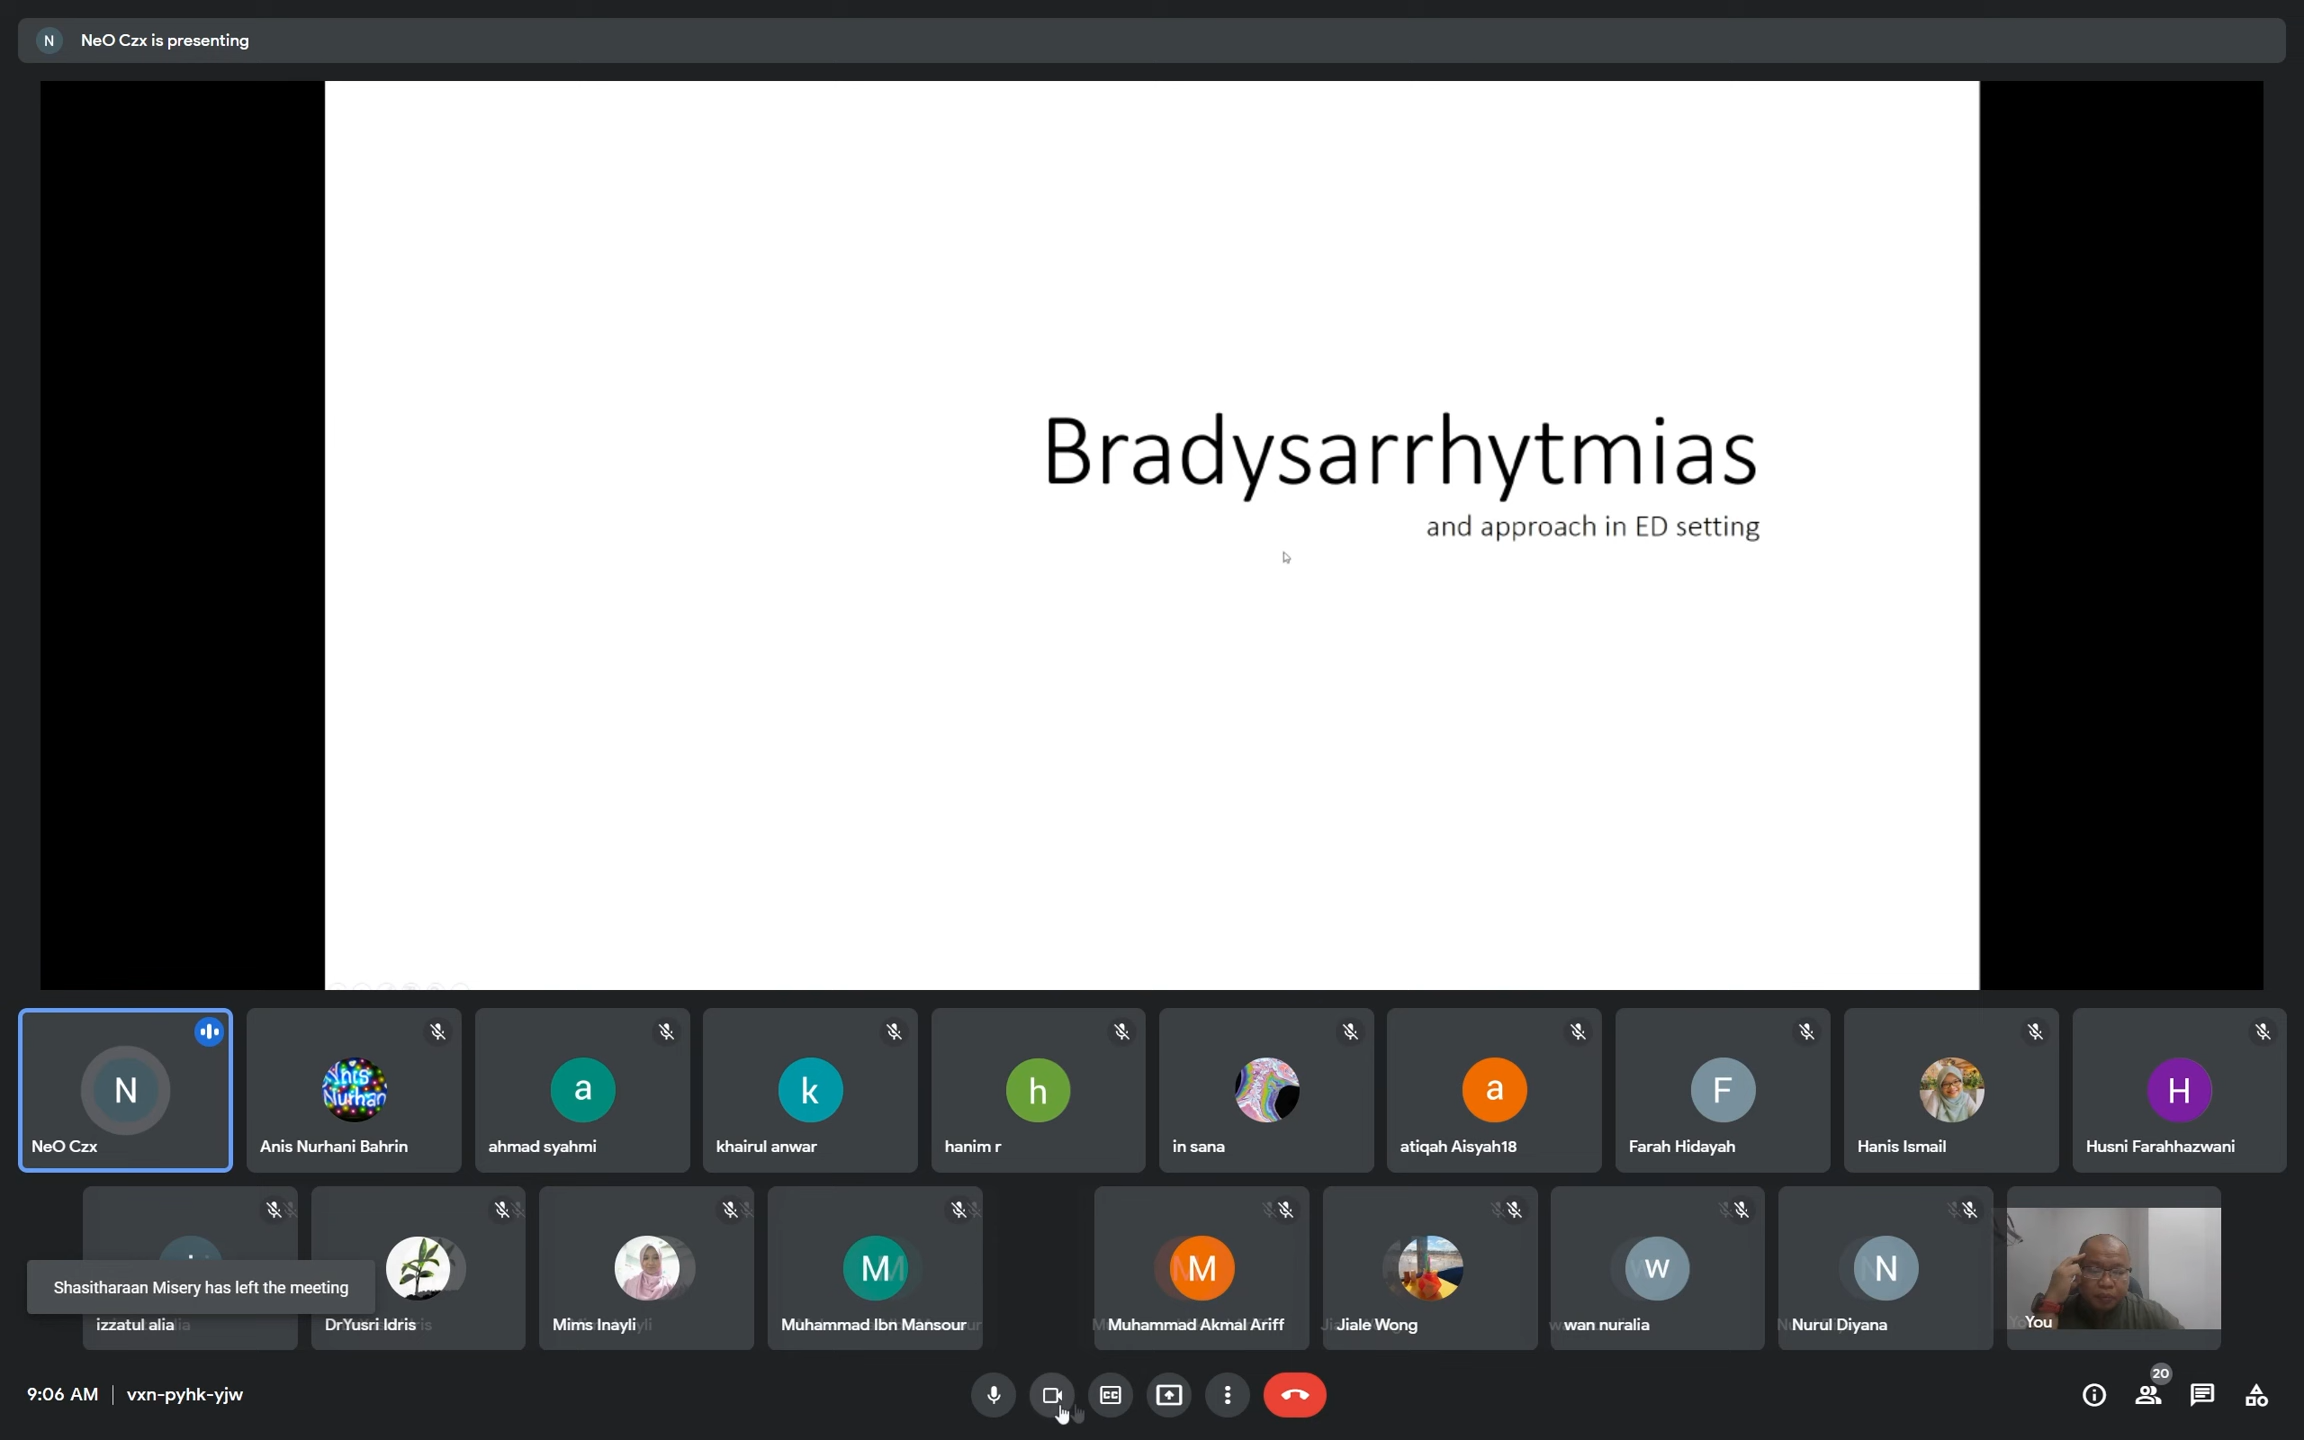 N NeO Czx is presenting
Bradysarrhytmias
and approach in ED setting
N a k h a F H
NeO Czx
Anis Nurhani Bahrin
ahmad syahmi
khairul anwar
hanim r
in sana
atiqah Aisyah18
Farah Hidayah
Hanis Ismail
Husni Farahhazwani
M M w N
Shasitharaan Misery has left the meeting
izzatul alia
Dr Yusri Idris
Mims Inayli
Muhammad Ibn Mansour
Muhammad Akmal Ariff
Jiale Wong
wan nuralia
Nurul Diyana
You
9:06 AM | vxn-pyhk-yjw
CC
20